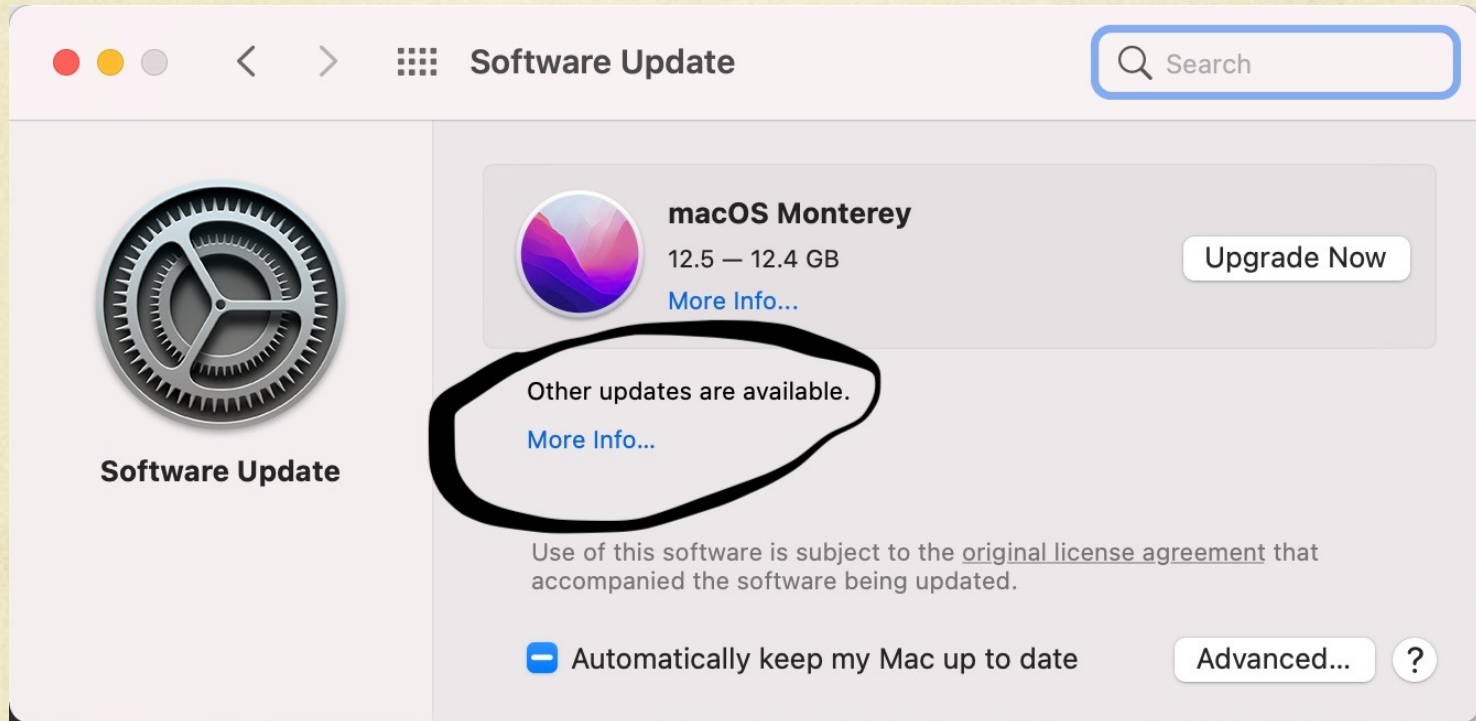 Software Update
Search
macOS Monterey
12.5 — 12.4 GB
More Info...
Upgrade Now
Other updates are available.
More Info...
Software Update
Use of this software is subject to the original license agreement that
accompanied the software being updated.
Automatically keep my Mac up to date
Advanced...
?